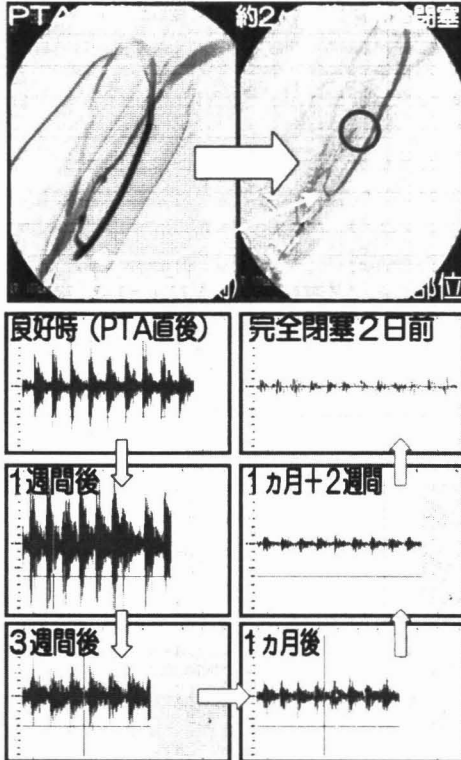 PTA
約2 閉塞
部位
良好時（PTA直後）
完全閉塞2日前
1週間後
1ヵ月＋2週間
3週間後
1ヵ月後